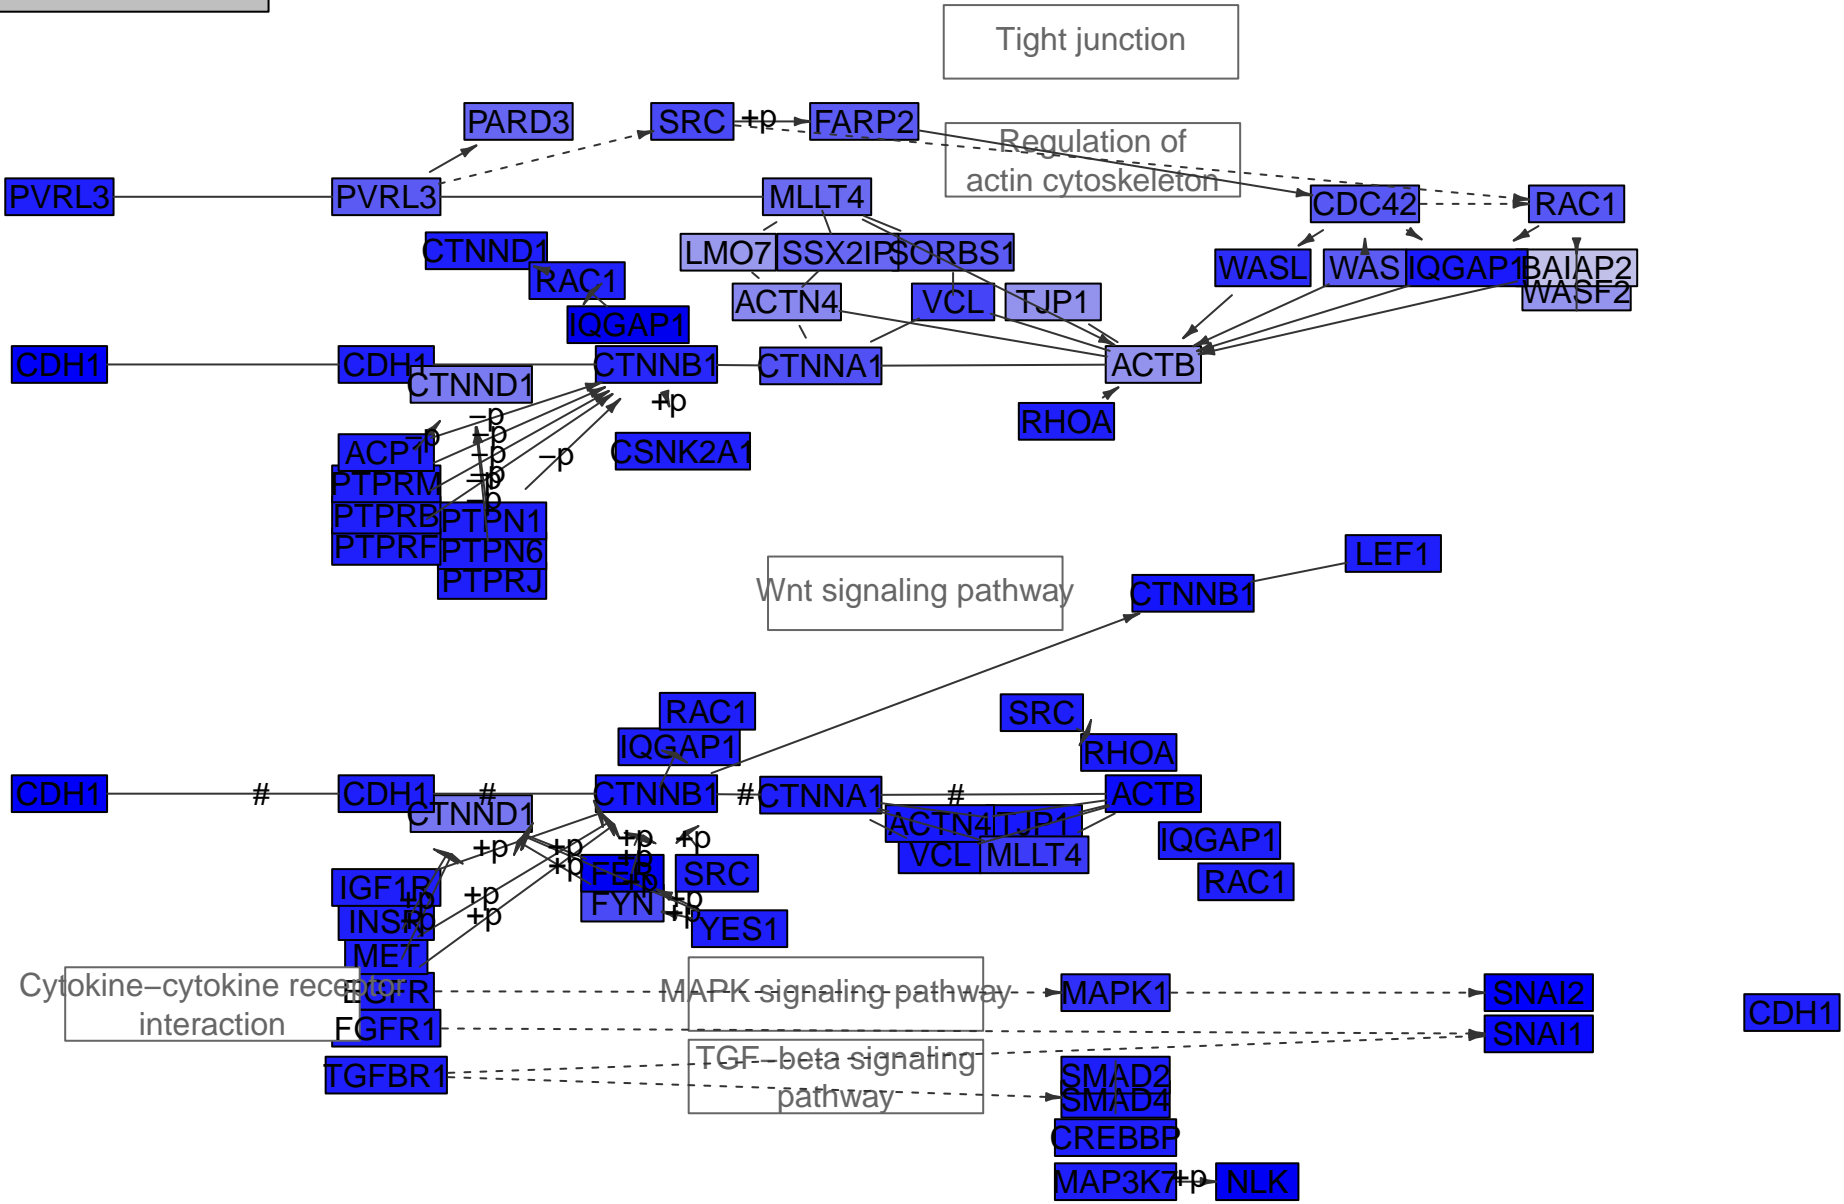 Tight junction
PARD3
SRC
+p
FARP2
Regulation of
actin cytoskeleton
PVRL3
PVRL3
MLLT4
CDC42
RAC1
CTNND1
LMO7
SSX2IP
SORBS1
WASL
WAS
IQGAP1
BAIAP2
RAC1
ACTN4
VCL
TJP1
WASF2
IQGAP1
CDH1
CDH1
CTNNB1
CTNNA1
ACTB
CTNND1
+p
RHOA
−p
−p
−p
ACP1
−p
−p
CSNK2A1
PTPRM
−p
−p
−p
PTPRB
PTPN1
PTPRF
PTPN6
LEF1
PTPRJ
Wnt signaling pathway
CTNNB1
RAC1
SRC
IQGAP1
RHOA
CDH1
#
CDH1
#
CTNNB1
#
CTNNA1
#
ACTB
CTNND1
ACTN4
TJP1
+p
+p
+p
+p
IQGAP1
+p
+p
VCL
MLLT4
IGF1R
FER
+p
SRC
RAC1
+p
+p
FYN
+p
INSR
+p
+p
+p
YES1
MET
Cytokine−cytokine receptor
interaction
EGFR
MAPK signaling pathway
MAPK1
SNAI2
CDH1
FGFR1
SNAI1
TGF−beta signaling
pathway
TGFBR1
SMAD2
SMAD4
CREBBP
MAP3K7
+p
NLK